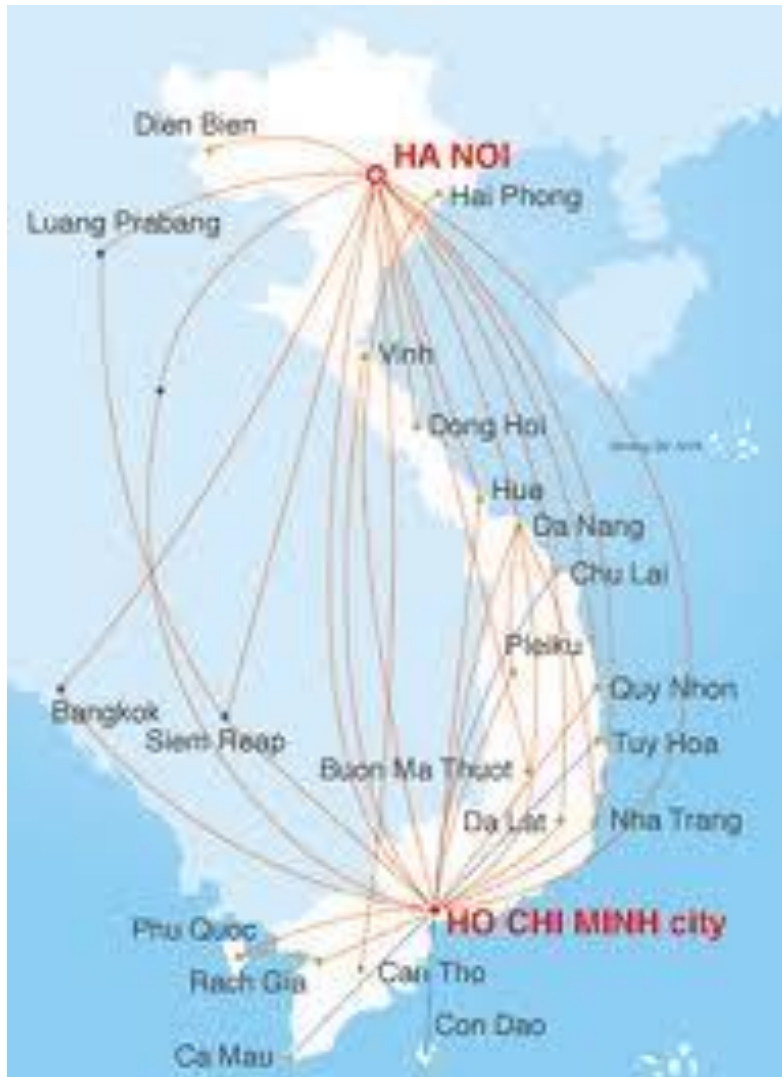 Dien Bien
HA NOI
Hai Phong
Luang Prabang
Vinh
Dong Hoi
Hue
Da Nang
Chu Lai
Pleiku
Quy Nhon
Bangkok
Siem Reap
Tuy Hoa
Buon Ma Thuot
Da Lat
Nha Trang
HO CHI MINH city
Phu Quoc
Rach Gia
Can Tho
Con Dao
Ca Mau